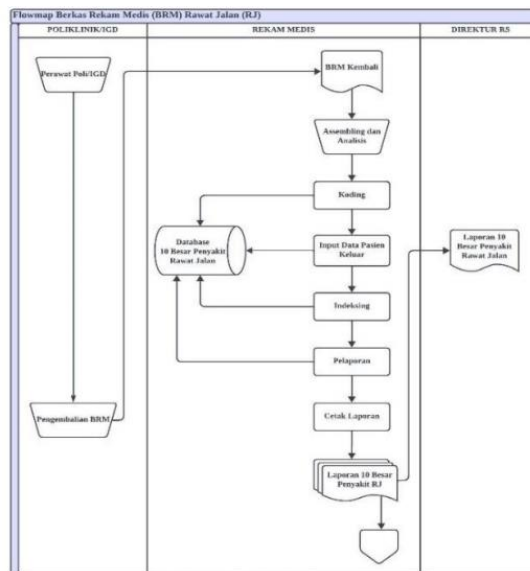 Flowmap Berkas Rekam Medis (BRM) Rawat Jalan (RJ)
POLIKLINIK/IGD
REKAM MEDIS
DIREKTUR RS
Perawat Poli/IGD
BRM Kembali
Assembling dan
Analisis
Koding
Database
10 Besar Penyakit
Rawat Jalan
Input Data Pasien
Keluar
Laporan 10
Besar Penyakit
Rawat Jalan
Indeksing
Pelaporan
Pengembalian BRM
Cetak Laporan
Laporan 10 Besar
Penyakit RJ